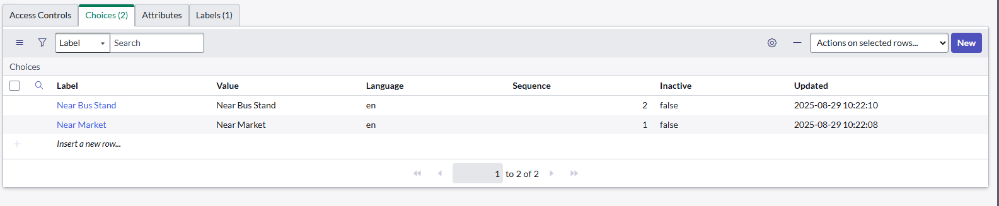 Access Controls Choices (2) Attributes Labels (1)
Label Search Actions on selected rows... New
Choices
Label Value Language Sequence Inactive Updated
Near Bus Stand Near Bus Stand en 2 false 2025-08-29 10:22:10
Near Market Near Market en 1 false 2025-08-29 10:22:08
Insert a new row...
1 to 2 of 2